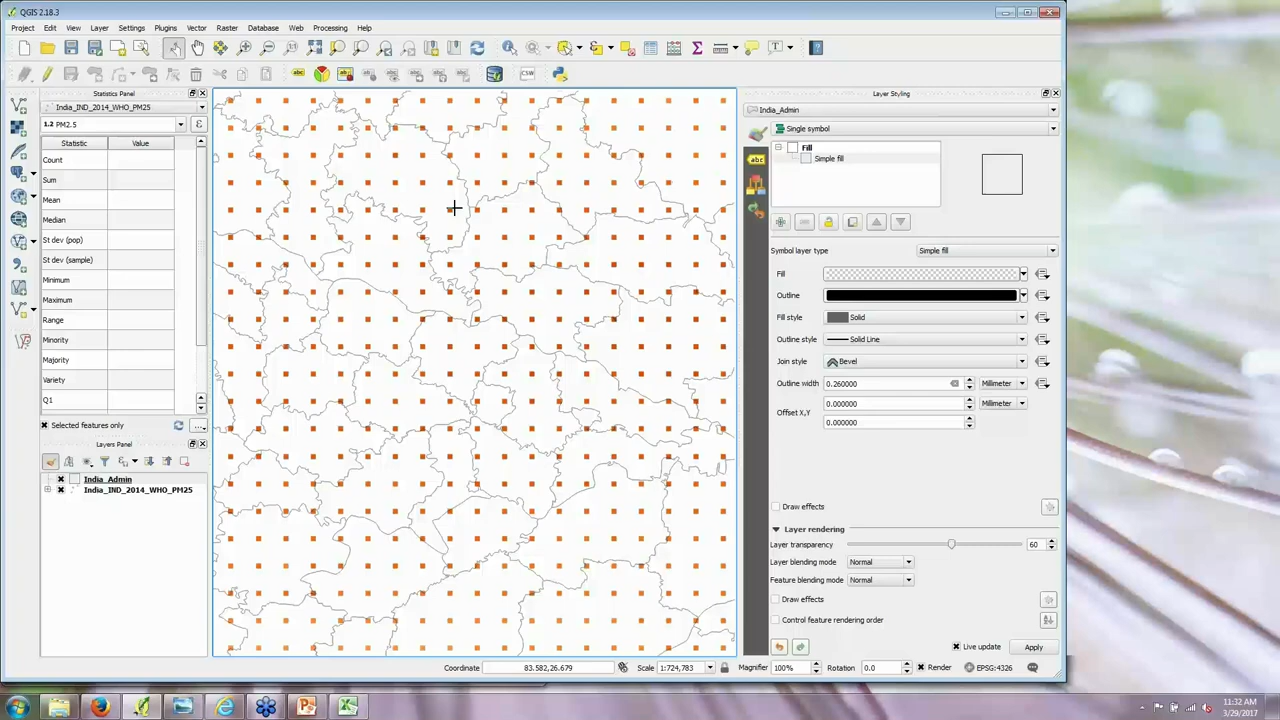 QGIS 2.18.3
Project Edit View Layer Settings Plugins Vector Raster Database Web Processing Help
Statistics Panel
India_IND_2014_WHO_PM25
1.2 PM2.5
Statistic Value
Count
Sum
Mean
Median
St dev (pop)
St dev (sample)
Minimum
Maximum
Range
Minority
Majority
Variety
Q1
Selected features only
Layers Panel
India_Admin
India_IND_2014_WHO_PM25
Layer Styling
India_Admin
Single symbol
Fill
Simple fill
Symbol layer type Simple fill
Fill
Outline
Fill style Solid
Outline style Solid Line
Join style Bevel
Outline width 0.260000 Millimeter
Offset X,Y 0.000000 Millimeter
0.000000
Draw effects
Layer rendering
Layer transparency 60
Layer blending mode Normal
Feature blending mode Normal
Draw effects
Control feature rendering order
Live update Apply
Coordinate 83.582,26.679 Scale 1:724,783 Magnifier 100% Rotation 0.0 Render EPSG:4326
11:32 AM
3/29/2017